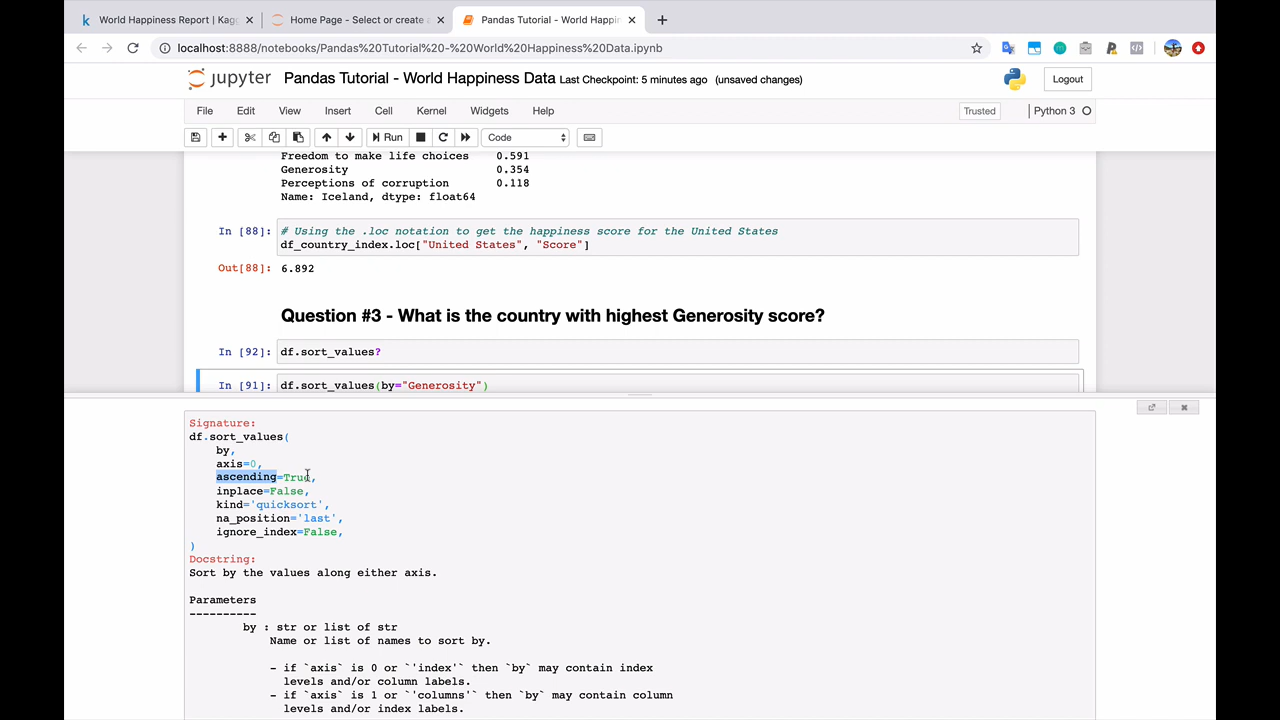 World Happiness Report | Kagg
Home Page - Select or create a
Pandas Tutorial - World Happin
localhost:8888/notebooks/Pandas%20Tutorial%20-%20World%20Happiness%20Data.ipynb
jupyter Pandas Tutorial - World Happiness Data Last Checkpoint: 5 minutes ago (unsaved changes) Logout
File Edit View Insert Cell Kernel Widgets Help Trusted Python 3
Run Code
Freedom to make life choices 0.591
Generosity 0.354
Perceptions of corruption 0.118
Name: Iceland, dtype: float64
In [88]: # Using the .loc notation to get the happiness score for the United States
df_country_index.loc["United States", "Score"]
Out[88]: 6.892
Question #3 - What is the country with highest Generosity score?
In [92]: df.sort_values?
In [91]: df.sort_values(by="Generosity")
Signature:
df.sort_values(
by,
axis=0,
ascending=True,
inplace=False,
kind='quicksort',
na_position='last',
ignore_index=False,
)
Docstring:
Sort by the values along either axis.
Parameters
----------
by : str or list of str
Name or list of names to sort by.
- if `axis` is 0 or `'index'` then `by` may contain index
levels and/or column labels.
- if `axis` is 1 or `'columns'` then `by` may contain column
levels and/or index labels.